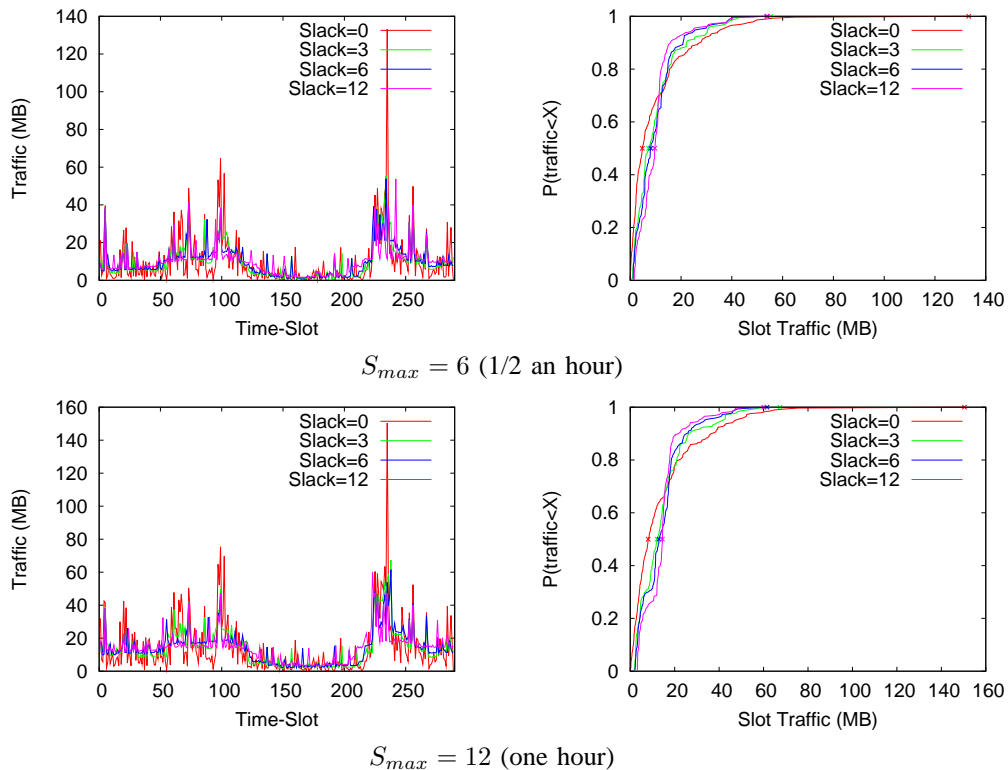 140
120
100
80
60
40
20
0
Traffic (MB)
0 50 100 150 200 250
Time-Slot
Slack=0
Slack=3
Slack=6
Slack=12
1
0.8
0.6
0.4
0.2
0
P(traffic<X)
0 20 40 60 80 100 120 140
Slot Traffic (MB)
Slack=0
Slack=3
Slack=6
Slack=12
S_max = 6 (1/2 an hour)
160
140
120
100
80
60
40
20
0
Traffic (MB)
0 50 100 150 200 250
Time-Slot
Slack=0
Slack=3
Slack=6
Slack=12
1
0.8
0.6
0.4
0.2
0
P(traffic<X)
0 20 40 60 80 100 120 140 160
Slot Traffic (MB)
Slack=0
Slack=3
Slack=6
Slack=12
S_max = 12 (one hour)